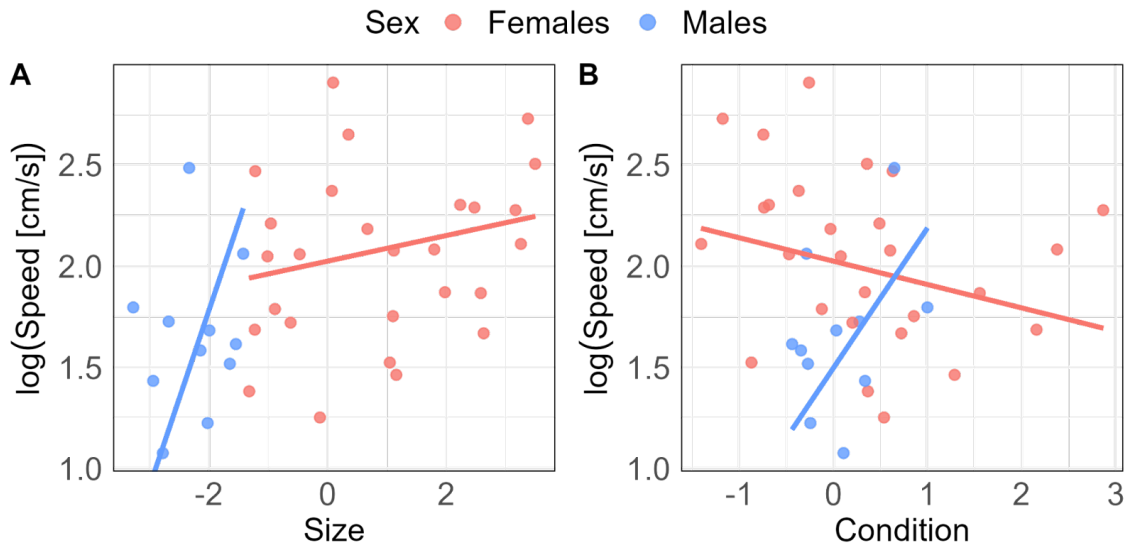 Sex Females Males
A B
log(Speed [cm/s])
2.5
2.0
1.5
1.0
-2 0 2
Size
log(Speed [cm/s])
2.5
2.0
1.5
1.0
-1 0 1 2 3
Condition